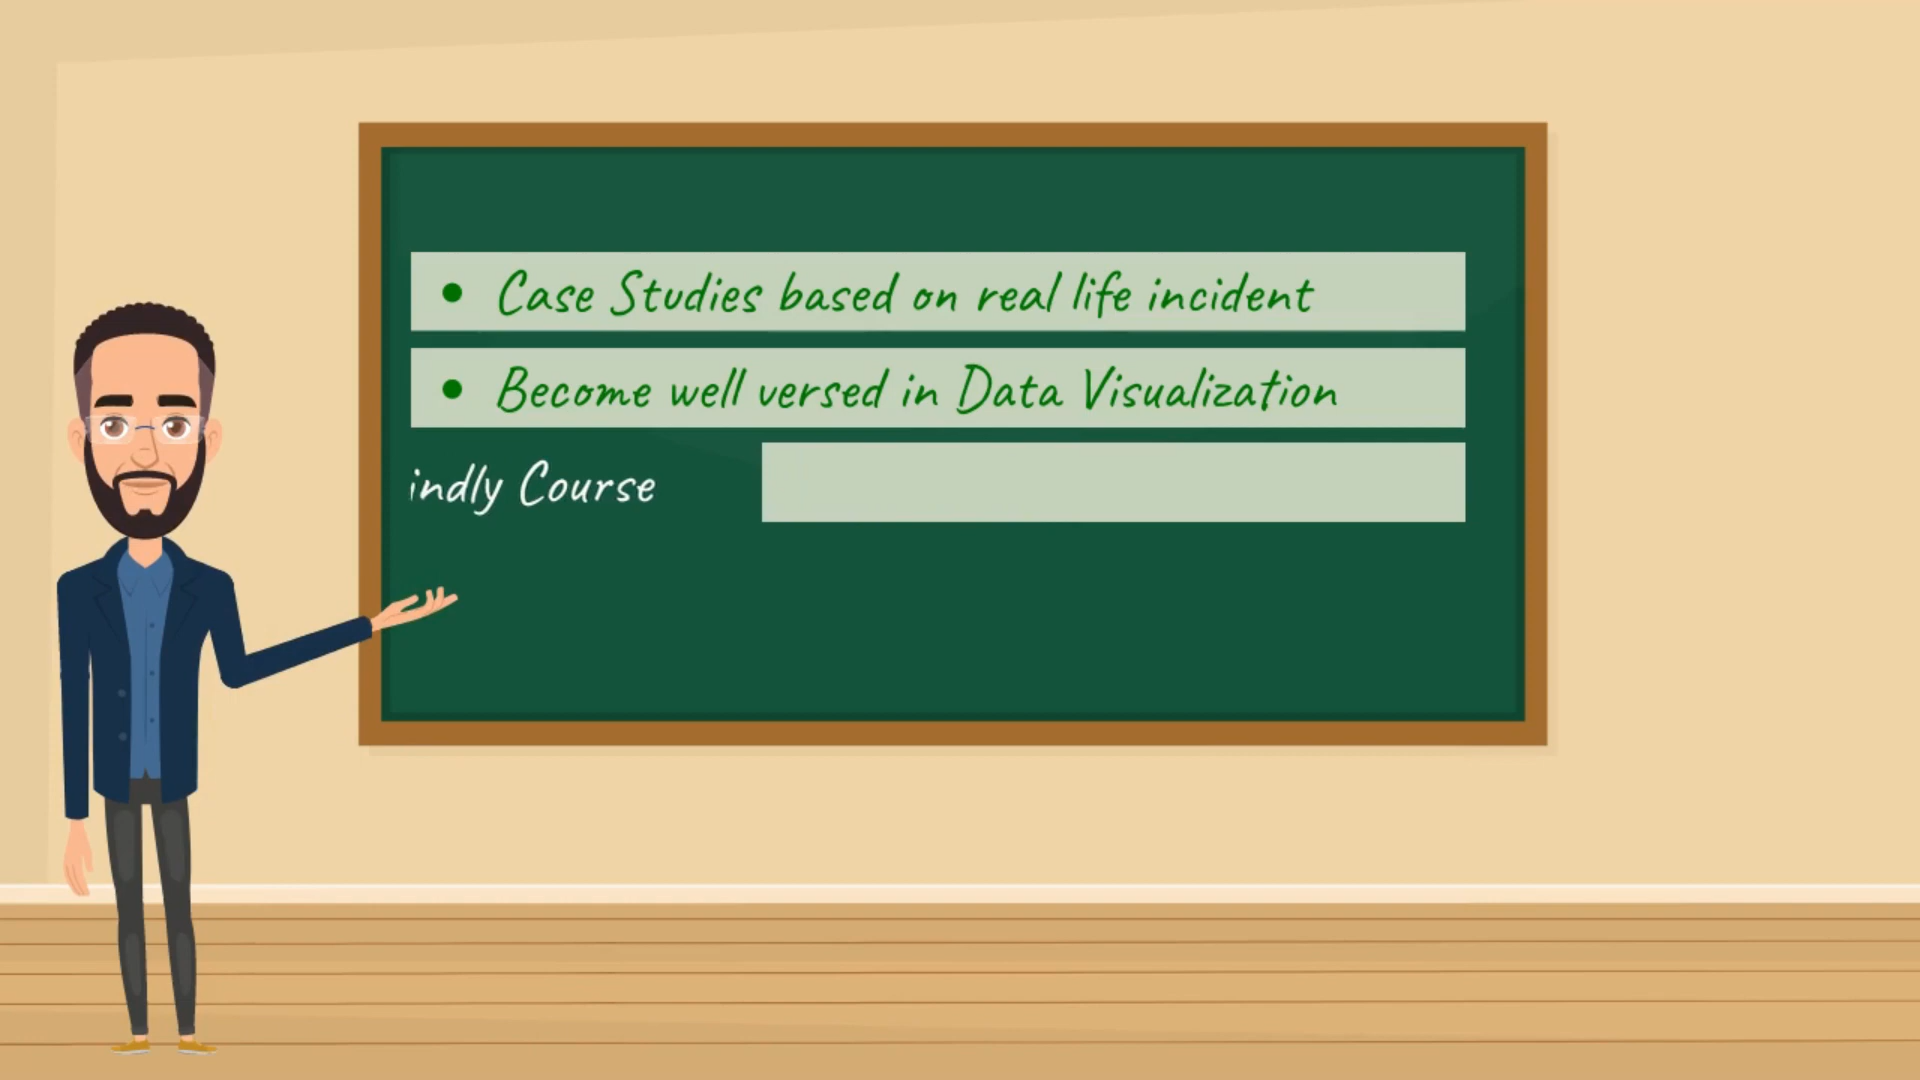 • Case Studies based on real life incident
• Become well versed in Data Visualization
indly Course